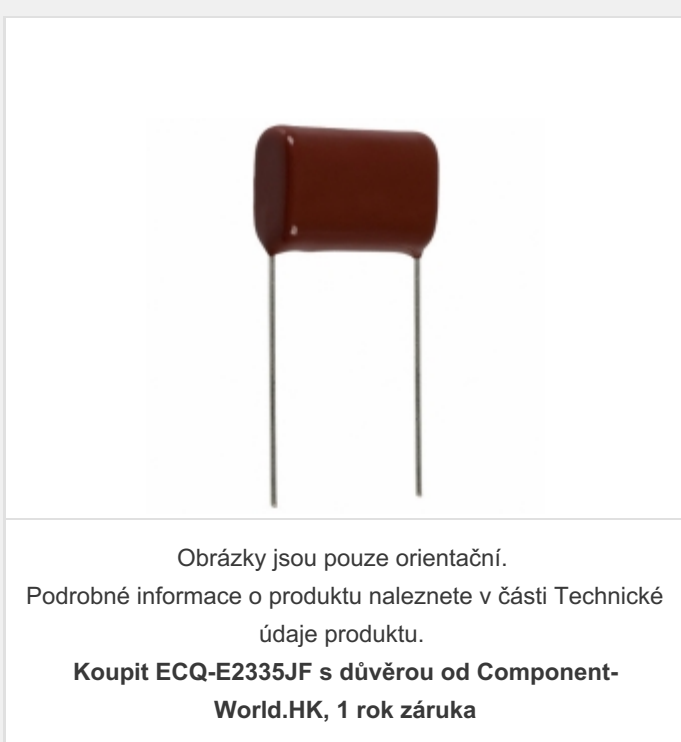 Obrázky jsou pouze orientační.
Podrobné informace o produktu naleznete v části Technické
údaje produktu.
Koupit ECQ-E2335JF s důvěrou od Component-
World.HK, 1 rok záruka